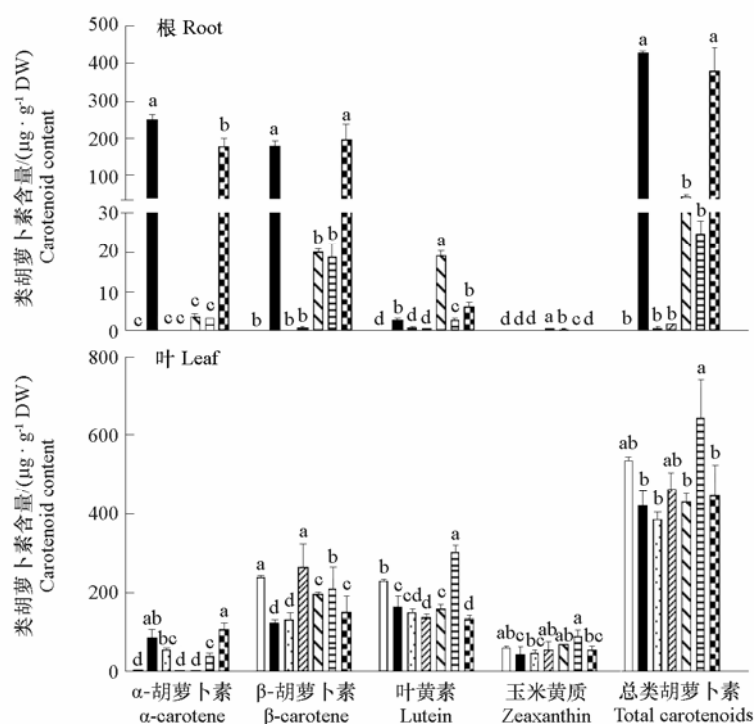 根 Root
类胡萝卜素含量/(μg · g⁻¹ DW)
Carotenoid content
500
400
300
200
100
30
20
10
0
c a c c c c b
b a b b b b a
d b d d a c b
d d d a b c d
b a b b b b a
叶 Leaf
类胡萝卜素含量/(μg · g⁻¹ DW)
Carotenoid content
800
600
400
200
0
d ab bc d d c a
a d d a c b c
b c cd d c a d
ab c bc ab ab a bc
ab b b ab b a b
α-胡萝卜素 β-胡萝卜素 叶黄素 玉米黄质 总类胡萝卜素
α-carotene β-carotene Lutein Zeaxanthin Total carotenoids